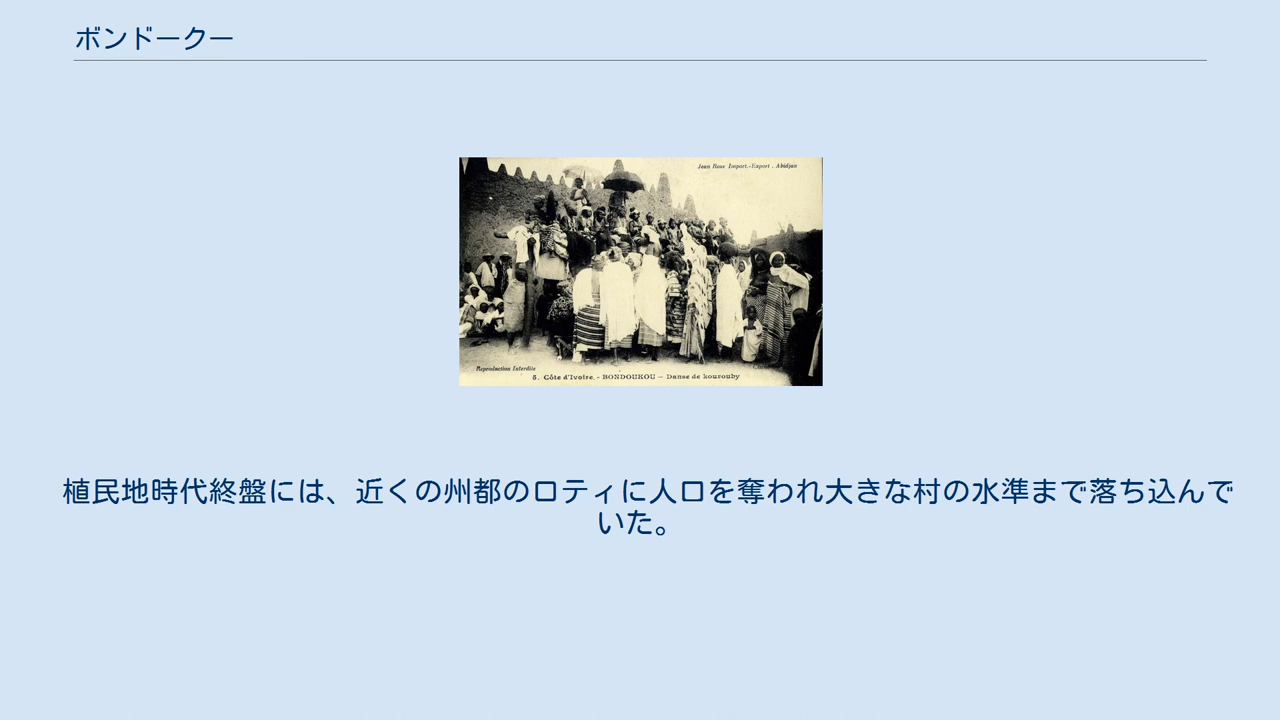 ボンドークー
Jean Rose Import.-Export . Abidjan
Reproduction Interdite
5. Côte d'Ivoire. - BONDOUKOU — Danse de kourouby
植民地時代終盤には、近くの州都のロティに人口を奪われ大きな村の水準まで落ち込んで
いた。